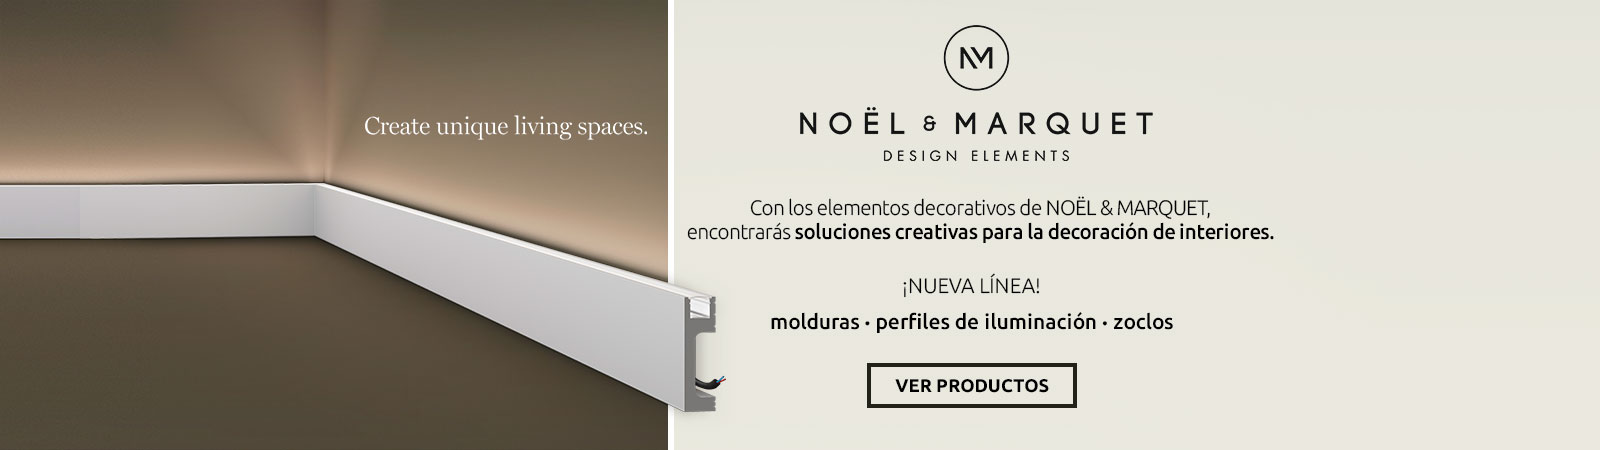 Create unique living spaces.
NM
NOËL & MARQUET
DESIGN ELEMENTS
Con los elementos decorativos de NOËL & MARQUET,
encontrarás soluciones creativas para la decoración de interiores.
¡NUEVA LÍNEA!
molduras • perfiles de iluminación • zoclos
VER PRODUCTOS